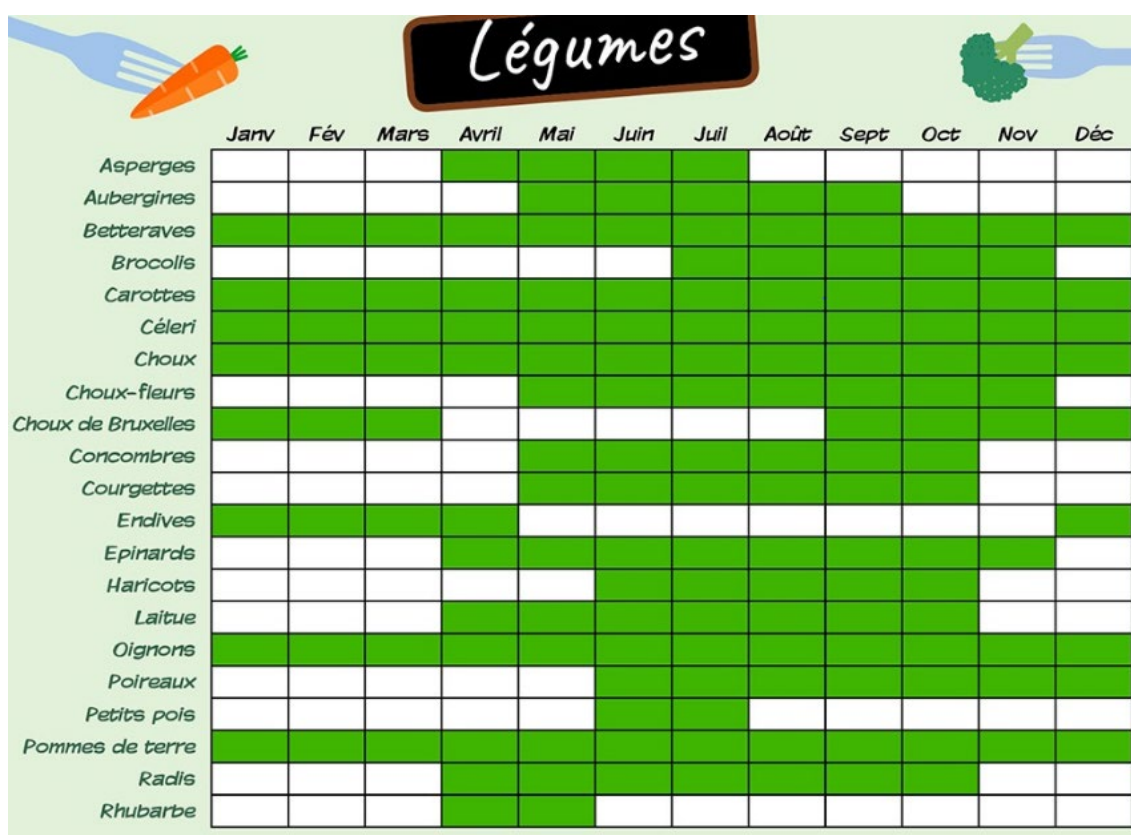 Légumes
Janv Fév Mars Avril Mai Juin Juil Août Sept Oct Nov Déc
Asperges
Aubergines
Betteraves
Brocolis
Carottes
Céleri
Choux
Choux-fleurs
Choux de Bruxelles
Concombres
Courgettes
Endives
Epinards
Haricots
Laitue
Oignons
Poireaux
Petits pois
Pommes de terre
Radis
Rhubarbe